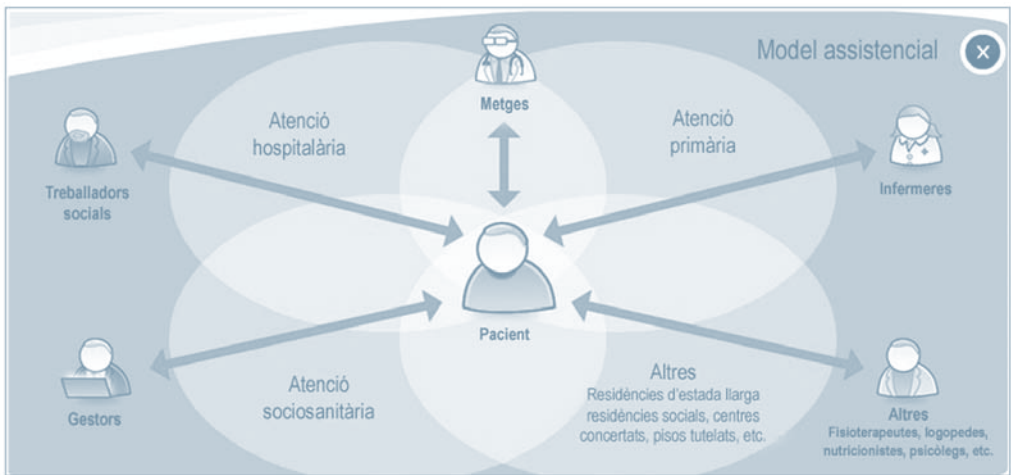 Model assistencial
Metges
Atenció
hospitalària
Atenció
primària
Treballadors
socials
Infermeres
Pacient
Gestors
Atenció
sociosanitària
Altres
Residències d'estada llarga
residències socials, centres
concertats, pisos tutelats, etc.
Altres
Fisioterapeutes, logopedes,
nutricionistes, psicòlegs, etc.